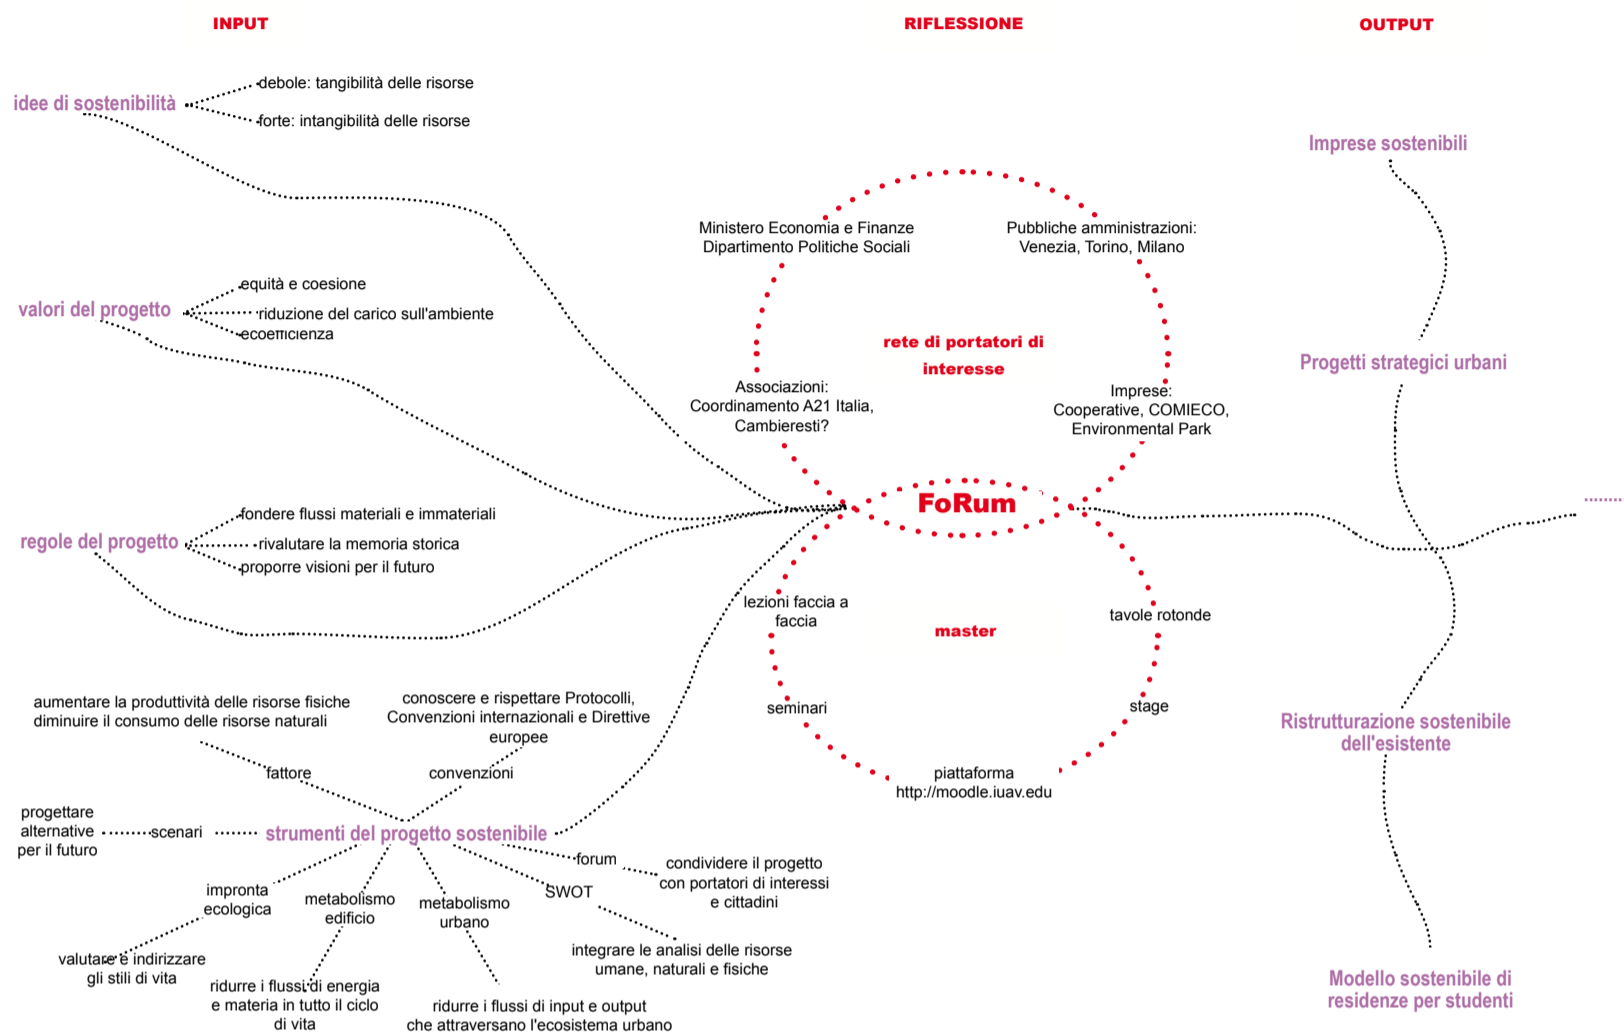 INPUT
RIFLESSIONE
OUTPUT
idee di sostenibilità
debole: tangibilità delle risorse
forte: intangibilità delle risorse
valori del progetto
equità e coesione
riduzione del carico sull'ambiente
ecoefficienza
regole del progetto
fondere flussi materiali e immateriali
rivalutare la memoria storica
proporre visioni per il futuro
aumentare la produttività delle risorse fisiche
diminuire il consumo delle risorse naturali
fattore
conoscere e rispettare Protocolli,
Convenzioni internazionali e Direttive
europee
convenzioni
progettare
alternative
per il futuro
scenari
strumenti del progetto sostenibile
impronta
ecologica
valutare e indirizzare
gli stili di vita
metabolismo
edificio
ridurre i flussi di energia
e materia in tutto il ciclo
di vita
metabolismo
urbano
ridurre i flussi di input e output
che attraversano l'ecosistema urbano
SWOT
integrare le analisi delle risorse
umane, naturali e fisiche
forum
condividere il progetto
con portatori di interessi
e cittadini
Ministero Economia e Finanze
Dipartimento Politiche Sociali
Pubbliche amministrazioni:
Venezia, Torino, Milano
rete di portatori di
interesse
Associazioni:
Coordinamento A21 Italia,
Cambieresti?
Imprese:
Cooperative, COMIECO,
Environmental Park
FoRum
lezioni faccia a
faccia
tavole rotonde
master
seminari
stage
piattaforma
http://moodle.iuav.edu
Imprese sostenibili
Progetti strategici urbani
Ristrutturazione sostenibile
dell'esistente
Modello sostenibile di
residenze per studenti